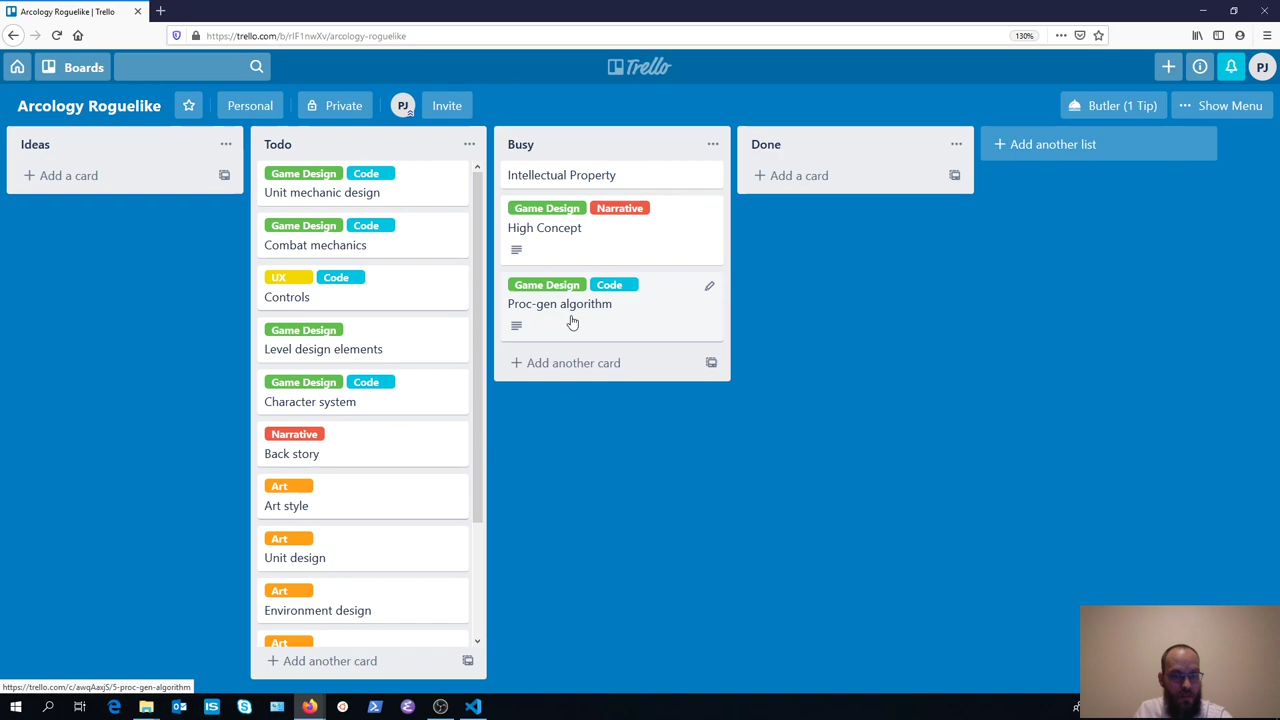 Arcology Roguelike | Trello
https://trello.com/b/rIF1nwXv/arcology-roguelike
130%
Boards
Trello
PJ
Arcology Roguelike
Personal
Private
PJ
Invite
Butler (1 Tip)
Show Menu
Ideas
Add a card
Todo
Game Design Code
Unit mechanic design
Game Design Code
Combat mechanics
UX Code
Controls
Game Design
Level design elements
Game Design Code
Character system
Narrative
Back story
Art
Art style
Art
Unit design
Art
Environment design
Art
Add another card
Busy
Intellectual Property
Game Design Narrative
High Concept
Game Design Code
Proc-gen algorithm
Add another card
Done
Add a card
Add another list
https://trello.com/c/awqAaxjS/5-proc-gen-algorithm